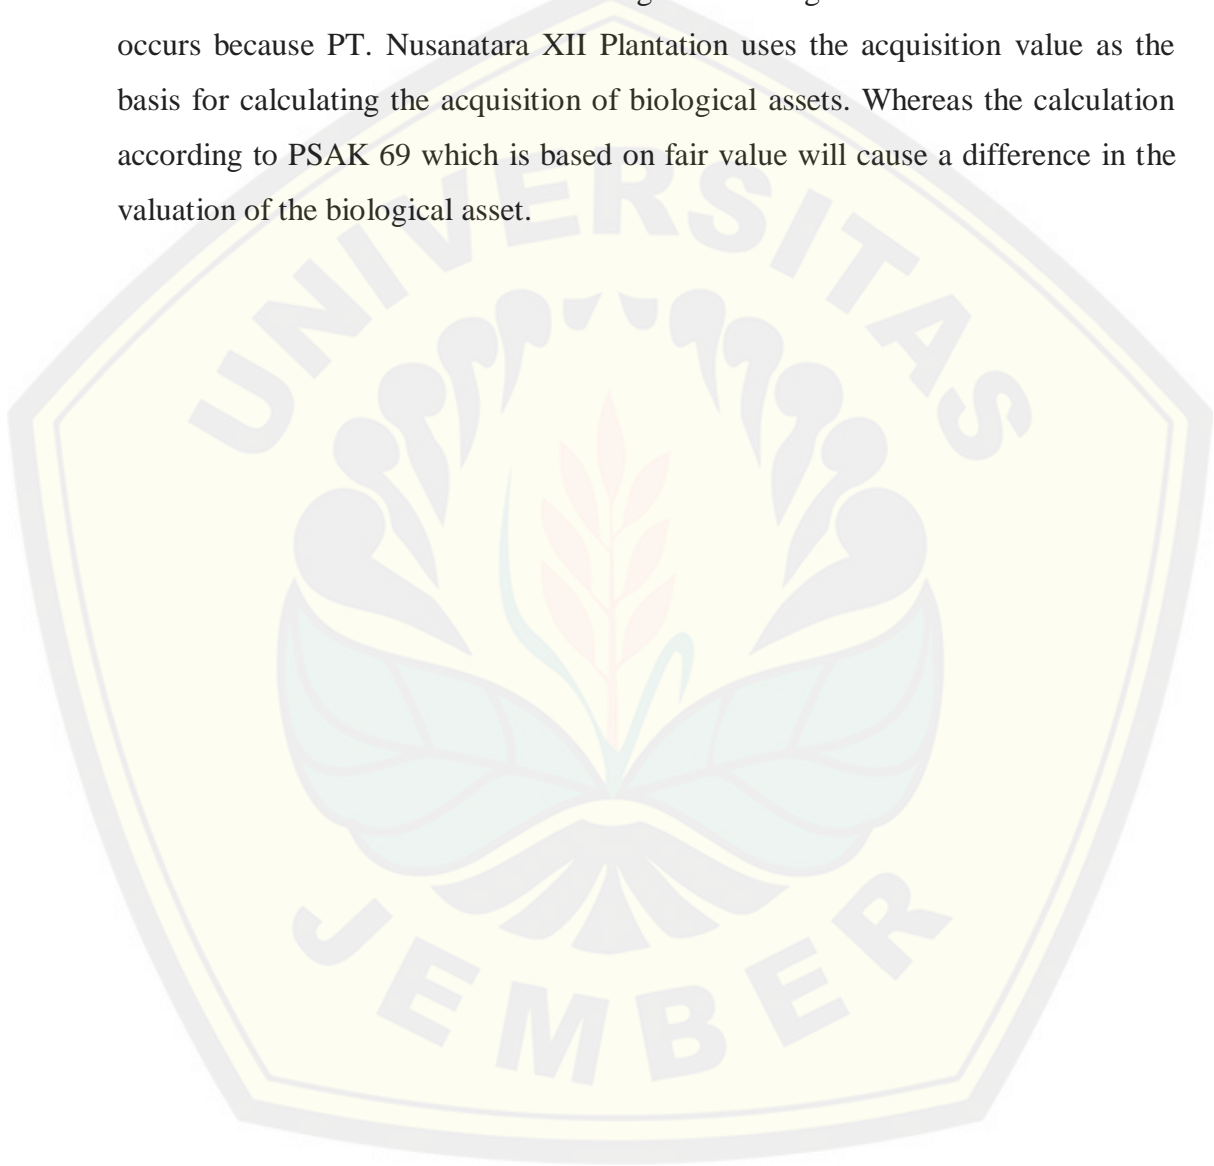 occurs because PT. Nusanatara XII Plantation uses the acquisition value as the
basis for calculating the acquisition of biological assets. Whereas the calculation
according to PSAK 69 which is based on fair value will cause a difference in the
valuation of the biological asset.
UNIVERSITAS
JEMBER